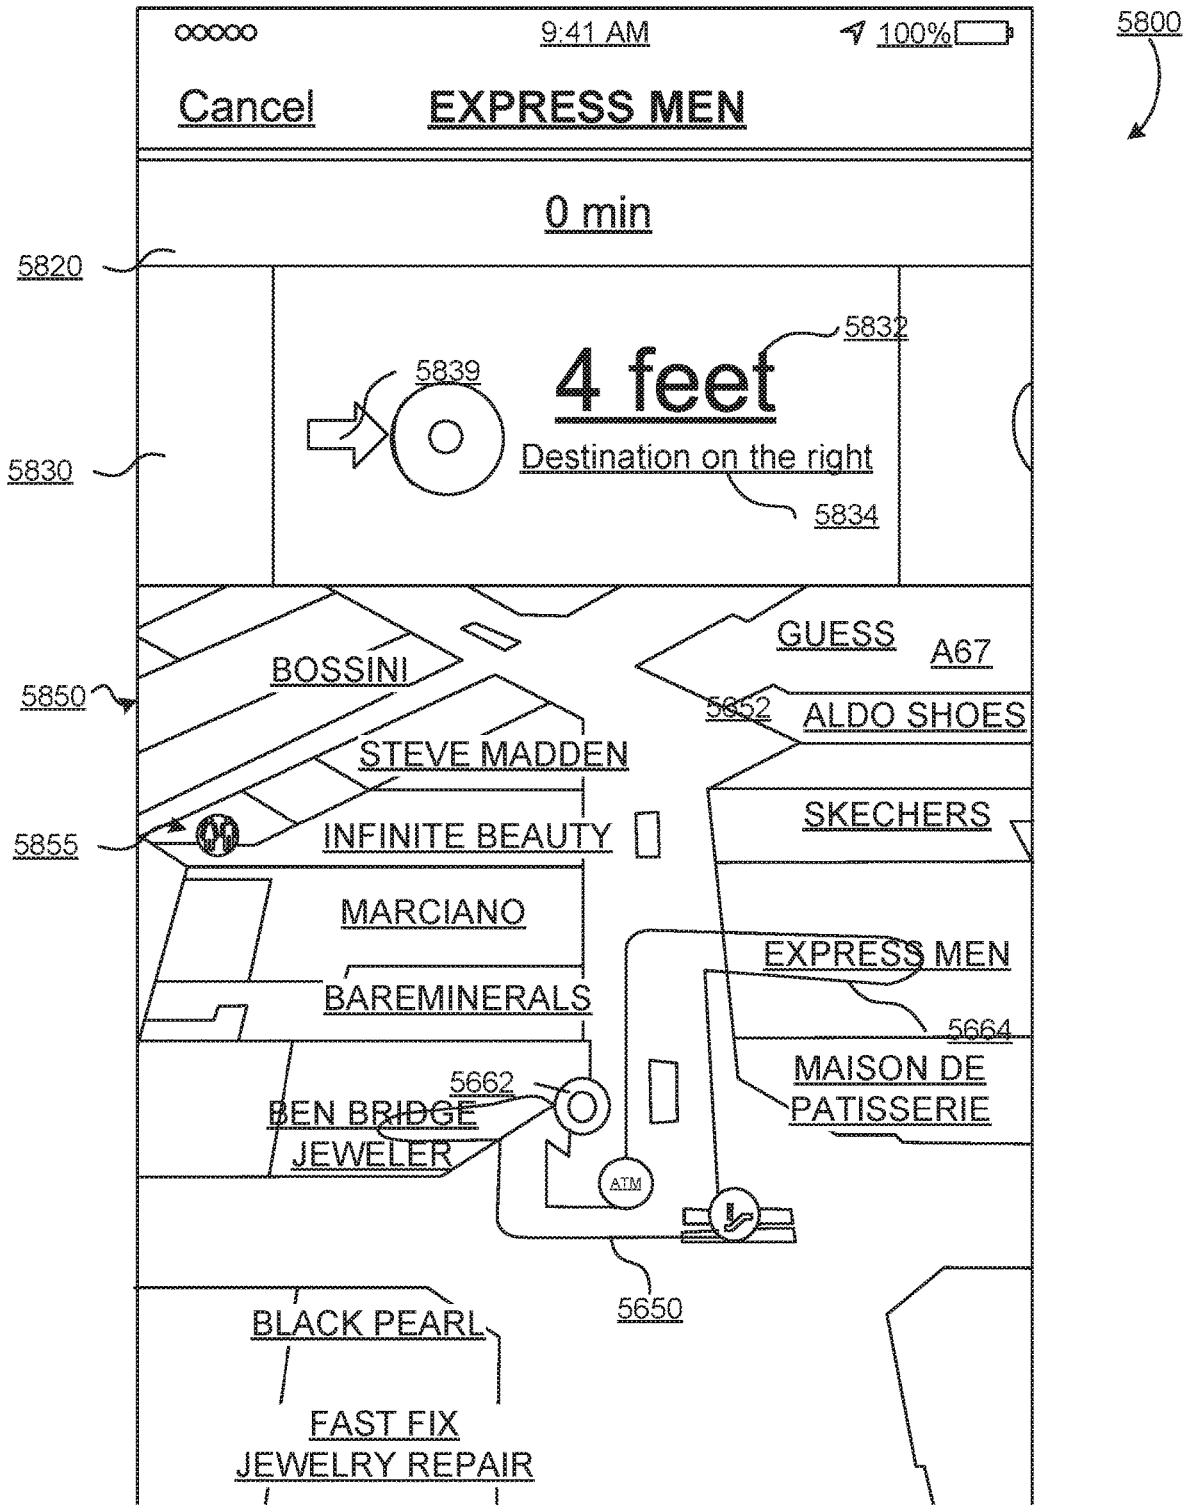 5800
9:41 AM
100%
Cancel
EXPRESS MEN
0 min
5820
5832
5839
4 feet
5830
Destination on the right
5834
GUESS
A67
BOSSINI
5850
5652
ALDO SHOES
STEVE MADDEN
SKECHERS
INFINITE BEAUTY
5855
MARCIANO
EXPRESS MEN
BAREMINERALS
5664
MAISON DE
PATISSERIE
5662
BEN BRIDGE
JEWELER
ATM
5650
BLACK PEARL
FAST FIX
JEWELRY REPAIR